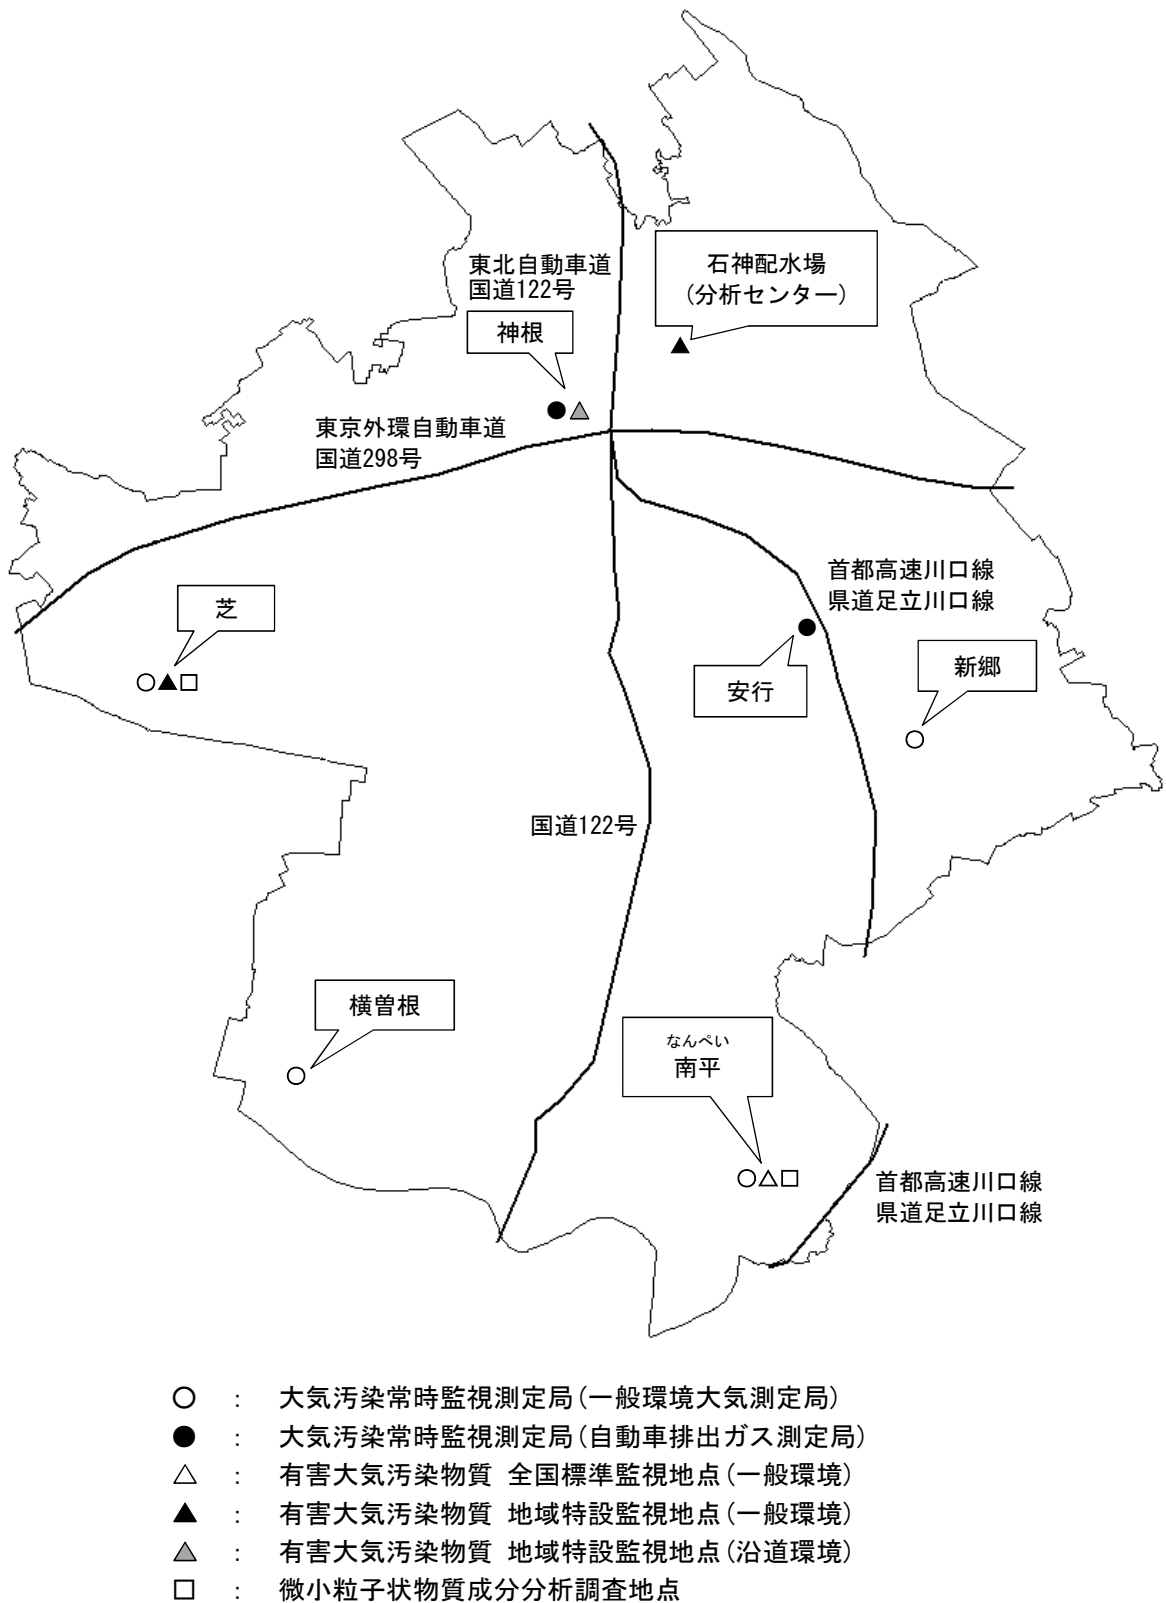 東北自動車道
国道122号
石神配水場
(分析センター)
神根
東京外環自動車道
国道298号
首都高速川口線
県道足立川口線
芝
安行
新郷
国道122号
横曽根
なんぺい
南平
首都高速川口線
県道足立川口線
○ : 大気汚染常時監視測定局(一般環境大気測定局)
● : 大気汚染常時監視測定局(自動車排出ガス測定局)
△ : 有害大気汚染物質 全国標準監視地点(一般環境)
▲ : 有害大気汚染物質 地域特設監視地点(一般環境)
▲ : 有害大気汚染物質 地域特設監視地点(沿道環境)
□ : 微小粒子状物質成分分析調査地点